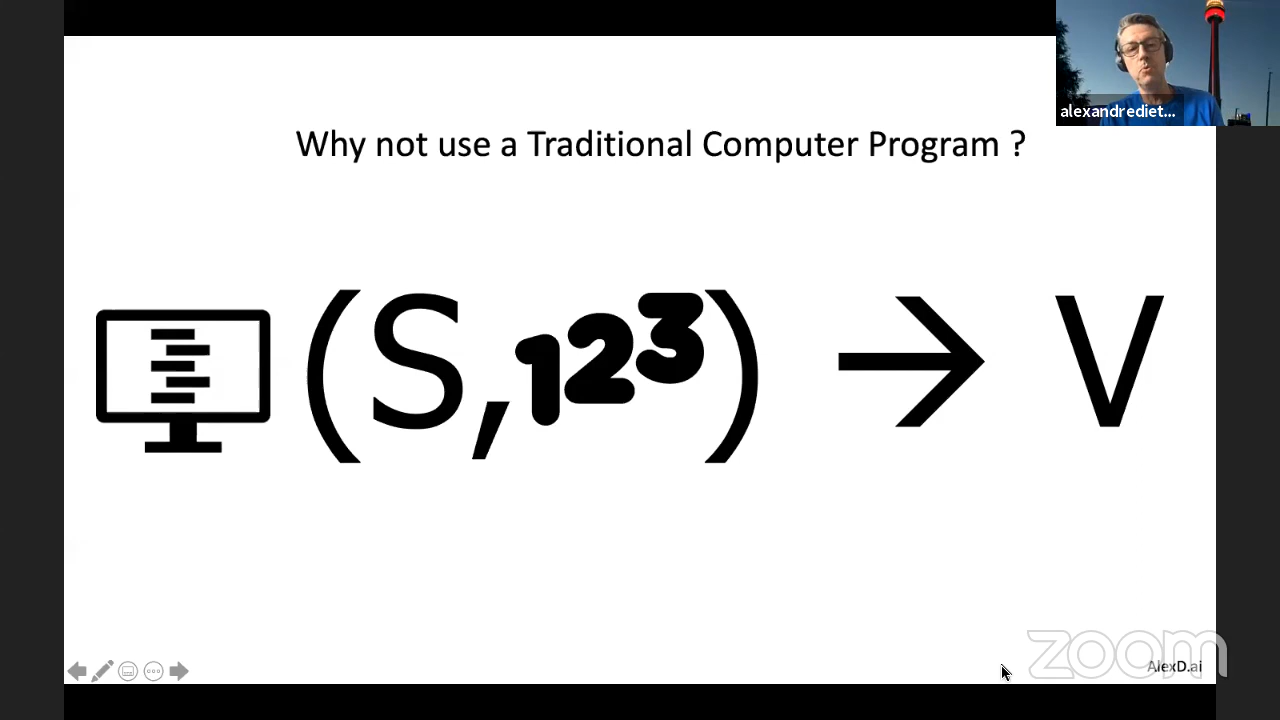 alexandrediet...
Why not use a Traditional Computer Program ?
(S,123) → V
zoom
AlexD.ai